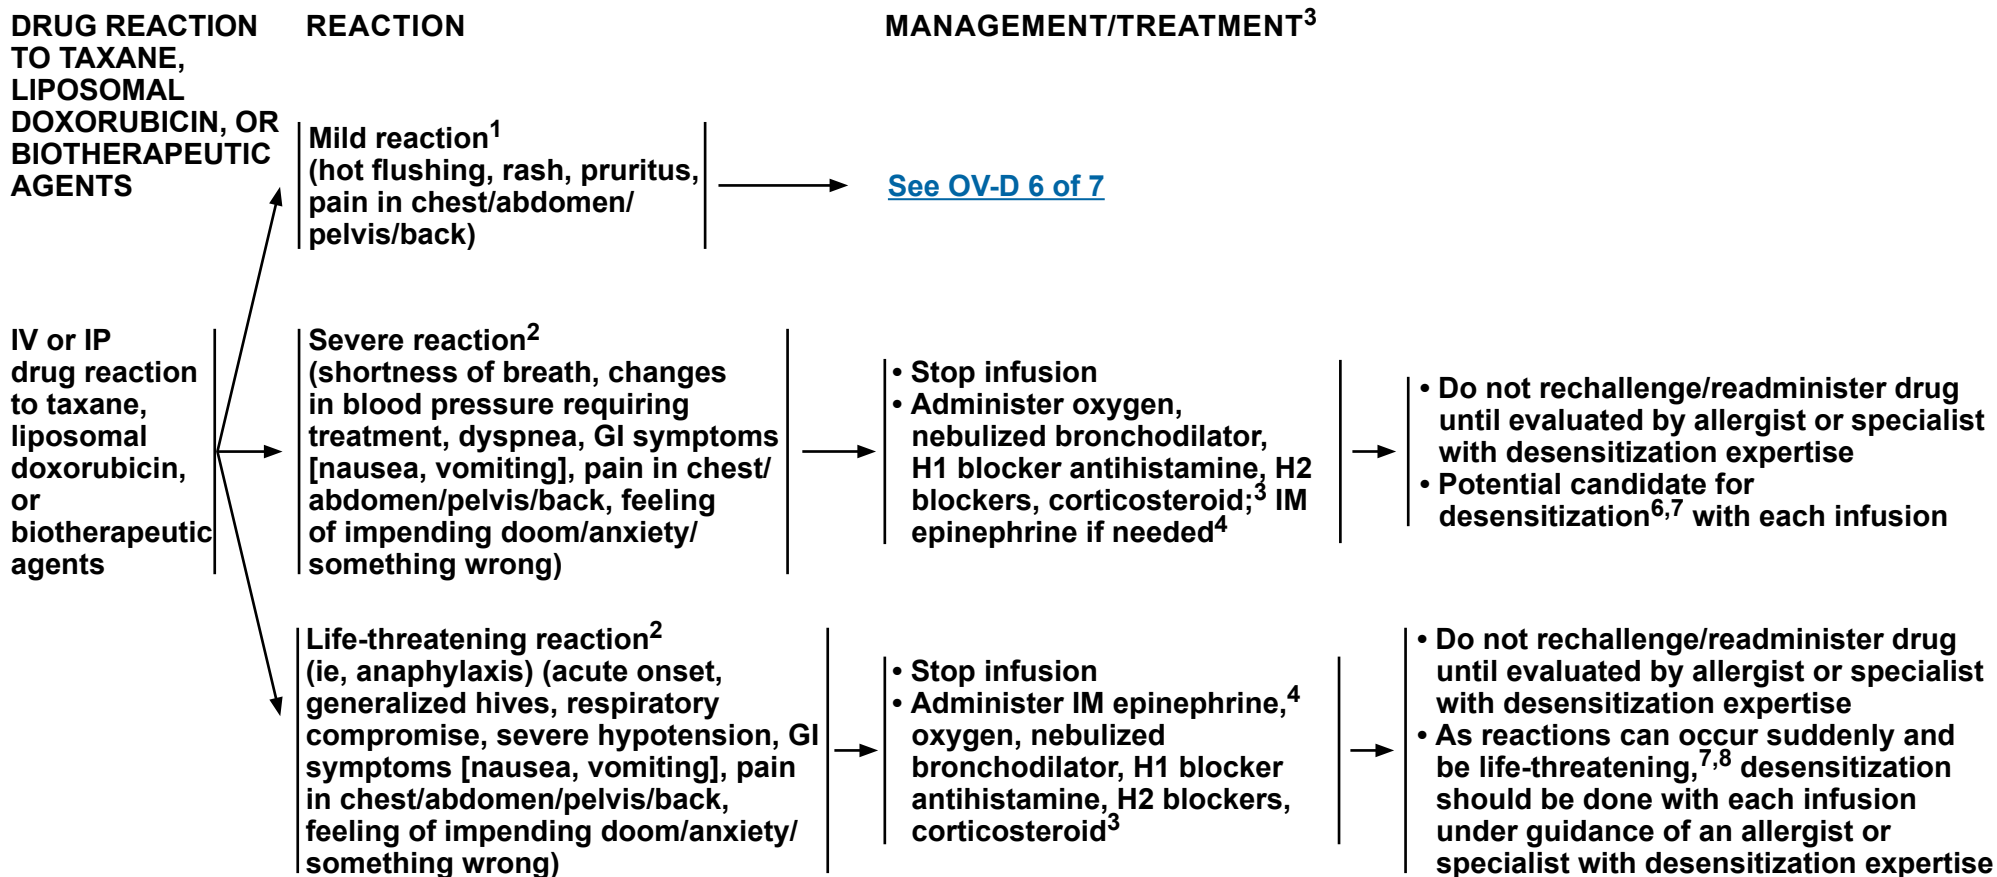 DRUG REACTION
TO TAXANE,
LIPOSOMAL
DOXORUBICIN, OR
BIOTHERAPEUTIC
AGENTS
REACTION
MANAGEMENT/TREATMENT3
Mild reaction1
(hot flushing, rash, pruritus,
pain in chest/abdomen/
pelvis/back)
See OV-D 6 of 7
IV or IP
drug reaction
to taxane,
liposomal
doxorubicin,
or
biotherapeutic
agents
Severe reaction2
(shortness of breath, changes
in blood pressure requiring
treatment, dyspnea, GI symptoms
[nausea, vomiting], pain in chest/
abdomen/pelvis/back, feeling
of impending doom/anxiety/
something wrong)
• Stop infusion
• Administer oxygen,
nebulized bronchodilator,
H1 blocker antihistamine, H2
blockers, corticosteroid;3 IM
epinephrine if needed4
• Do not rechallenge/readminister drug
until evaluated by allergist or specialist
with desensitization expertise
• Potential candidate for
desensitization6,7 with each infusion
Life-threatening reaction2
(ie, anaphylaxis) (acute onset,
generalized hives, respiratory
compromise, severe hypotension, GI
symptoms [nausea, vomiting], pain
in chest/abdomen/pelvis/back,
feeling of impending doom/anxiety/
something wrong)
• Stop infusion
• Administer IM epinephrine,4
oxygen, nebulized
bronchodilator, H1 blocker
antihistamine, H2 blockers,
corticosteroid3
• Do not rechallenge/readminister drug
until evaluated by allergist or specialist
with desensitization expertise
• As reactions can occur suddenly and
be life-threatening,7,8 desensitization
should be done with each infusion
under guidance of an allergist or
specialist with desensitization expertise